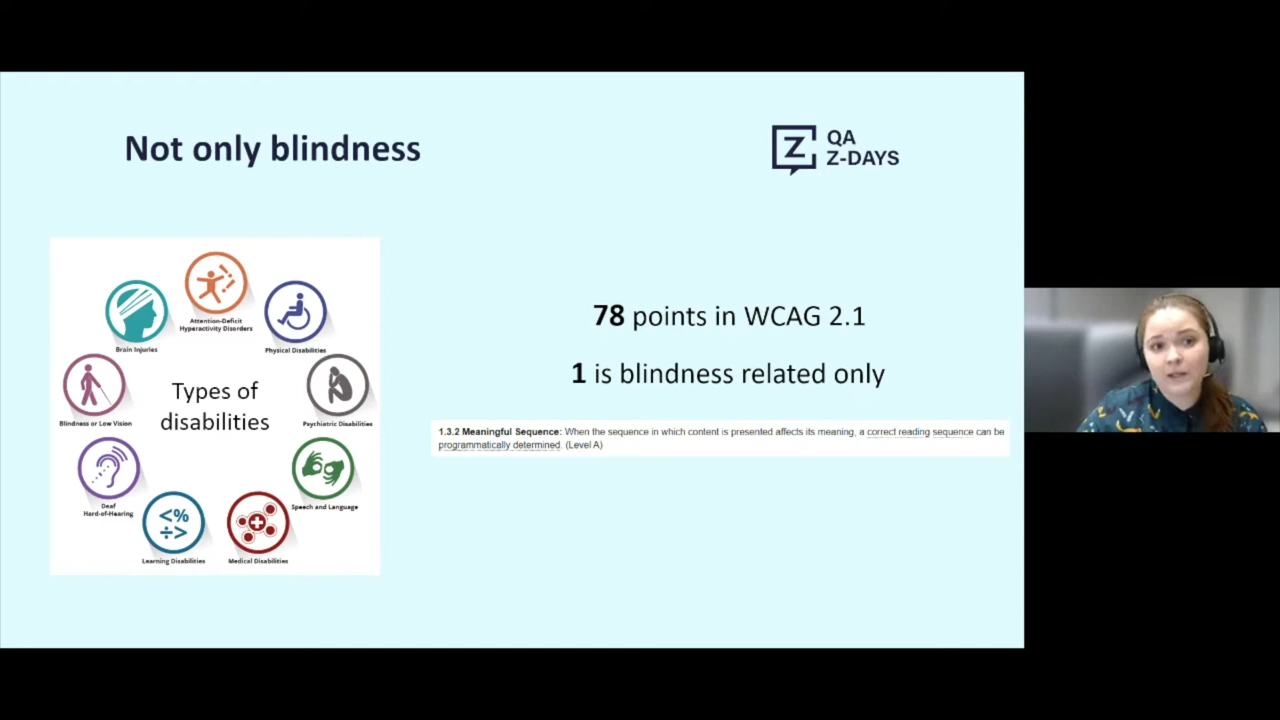 Not only blindness
QA
Z-DAYS
Attention-Deficit
Hyperactivity Disorders
Brain Injuries
Physical Disabilities
Types of
disabilities
Blindness or Low Vision
Psychiatric Disabilities
Deaf
Hard-of-Hearing
Speech and Language
<%
÷>
Learning Disabilities
Medical Disabilities
78 points in WCAG 2.1
1 is blindness related only
1.3.2 Meaningful Sequence: When the sequence in which content is presented affects its meaning, a correct reading sequence can be
programmatically determined. (Level A)